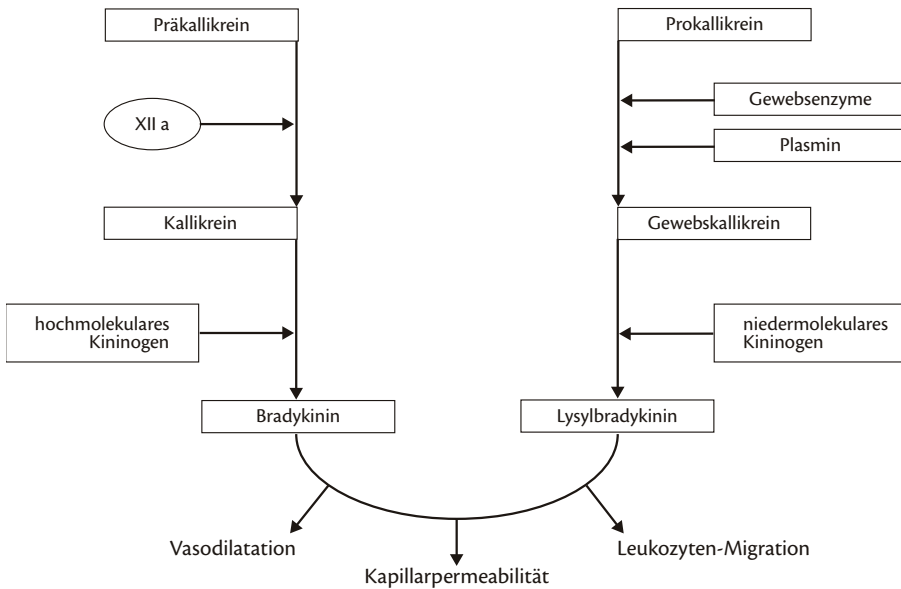 Präkallikrein
Prokallikrein
XII a
Gewebsenzyme
Plasmin
Kallikrein
Gewebskallikrein
hochmolekulares
Kininogen
niedermolekulares
Kininogen
Bradykinin
Lysylbradykinin
Vasodilatation
Kapillarpermeabilität
Leukozyten-Migration